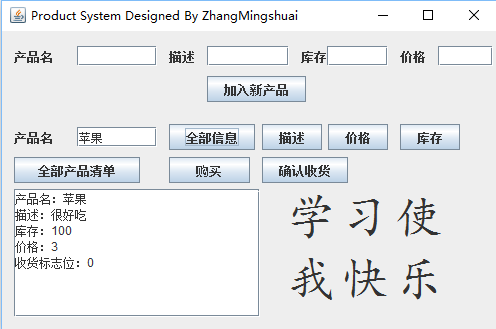 Product System Designed By ZhangMingshuai
产品名 描述 库存 价格
加入新产品
产品名 苹果 全部信息 描述 价格 库存
全部产品清单 购买 确认收货
产品名：苹果
描述：很好吃
库存：100
价格：3
收货标志位：0
学习使
我快乐